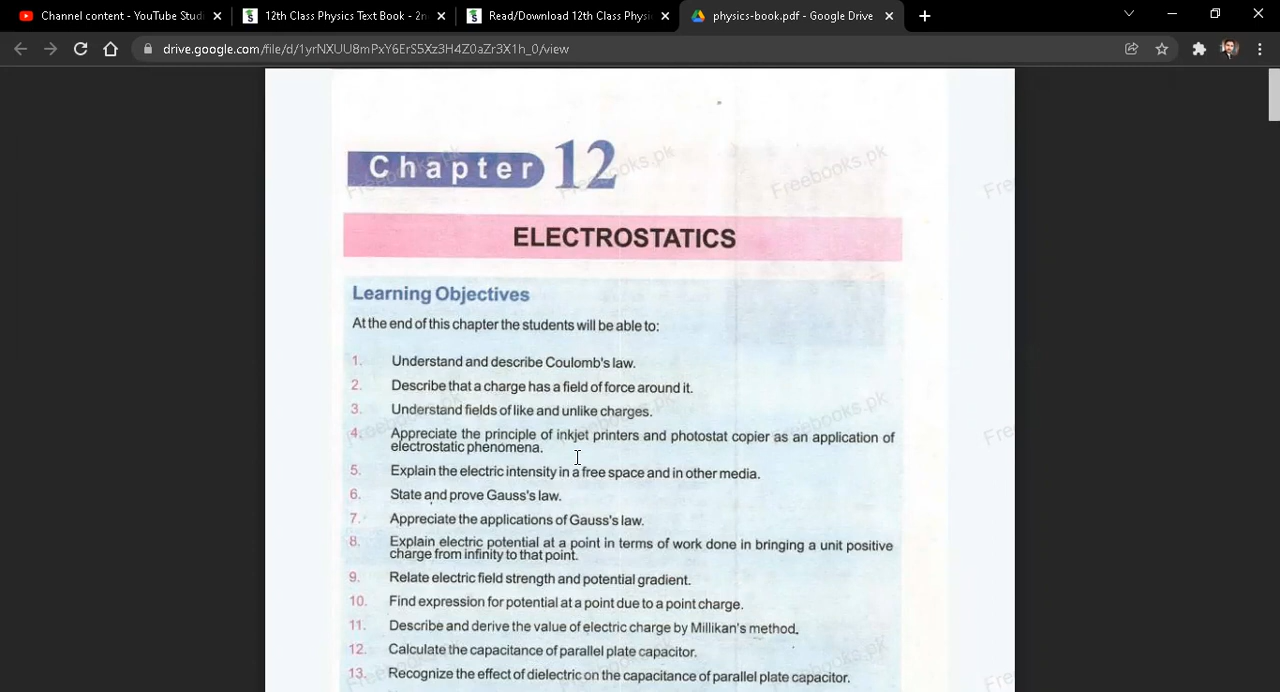 Channel content - YouTube Studi
12th Class Physics Text Book - 2n
Read/Download 12th Class Physi
physics-book.pdf - Google Drive
drive.google.com/file/d/1yrNXUU8mPxY6ErS5Xz3H4Z0aZr3X1h_0/view
Chapter 12
Freebooks.pk
Freebooks.pk
Freebooks.pk
Free
ELECTROSTATICS
Learning Objectives
At the end of this chapter the students will be able to:
1. Understand and describe Coulomb's law.
2. Describe that a charge has a field of force around it.
3. Understand fields of like and unlike charges.
4. Appreciate the principle of inkjet printers and photostat copier as an application of
electrostatic phenomena.
5. Explain the electric intensity in a free space and in other media.
6. State and prove Gauss's law.
7. Appreciate the applications of Gauss's law.
8. Explain electric potential at a point in terms of work done in bringing a unit positive
charge from infinity to that point.
9. Relate electric field strength and potential gradient.
10. Find expression for potential at a point due to a point charge.
11. Describe and derive the value of electric charge by Millikan's method.
12. Calculate the capacitance of parallel plate capacitor.
13. Recognize the effect of dielectric on the capacitance of parallel plate capacitor.